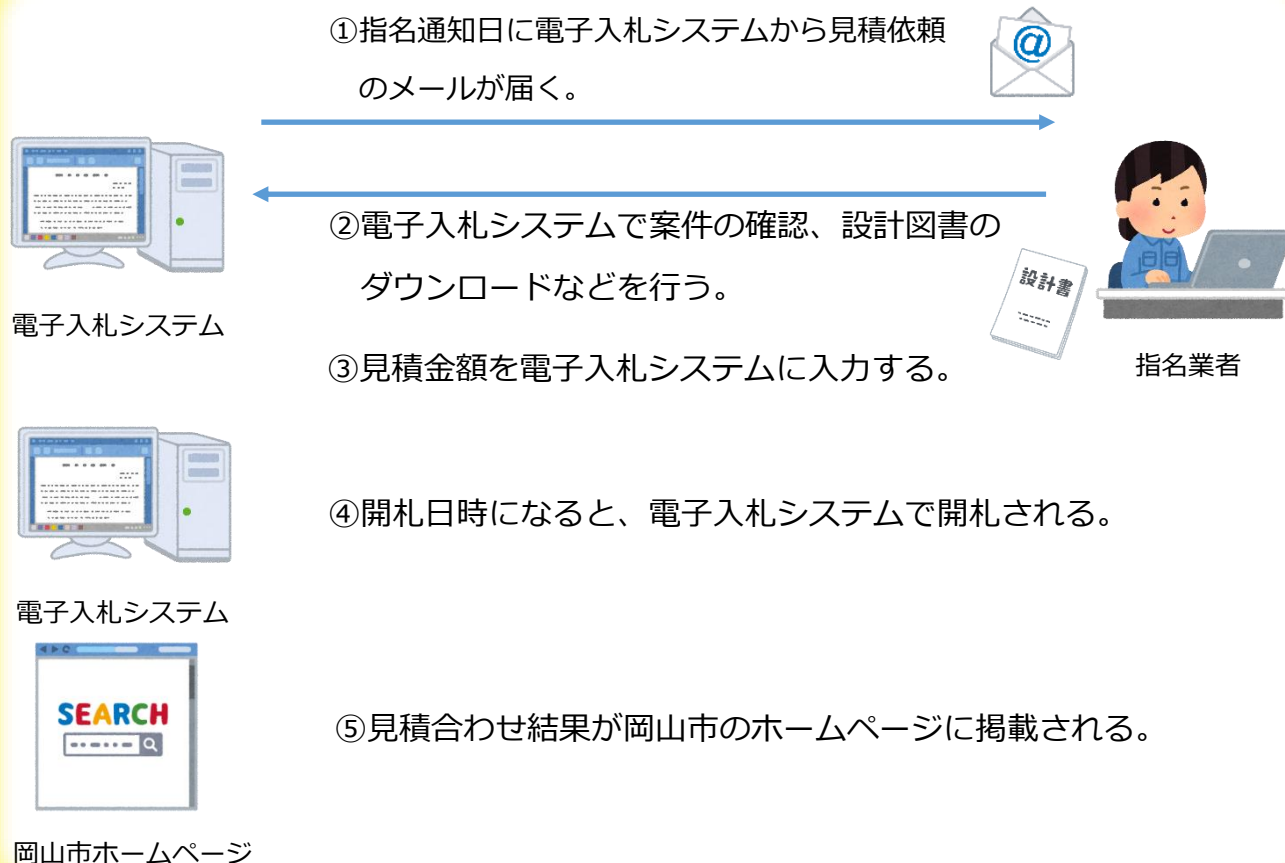 ①指名通知日に電子入札システムから見積依頼
のメールが届く。
@
②電子入札システムで案件の確認、設計図書の
ダウンロードなどを行う。
設計書
電子入札システム
③見積金額を電子入札システムに入力する。
指名業者
④開札日時になると、電子入札システムで開札される。
電子入札システム
SEARCH
⑤見積合わせ結果が岡山市のホームページに掲載される。
岡山市ホームページ